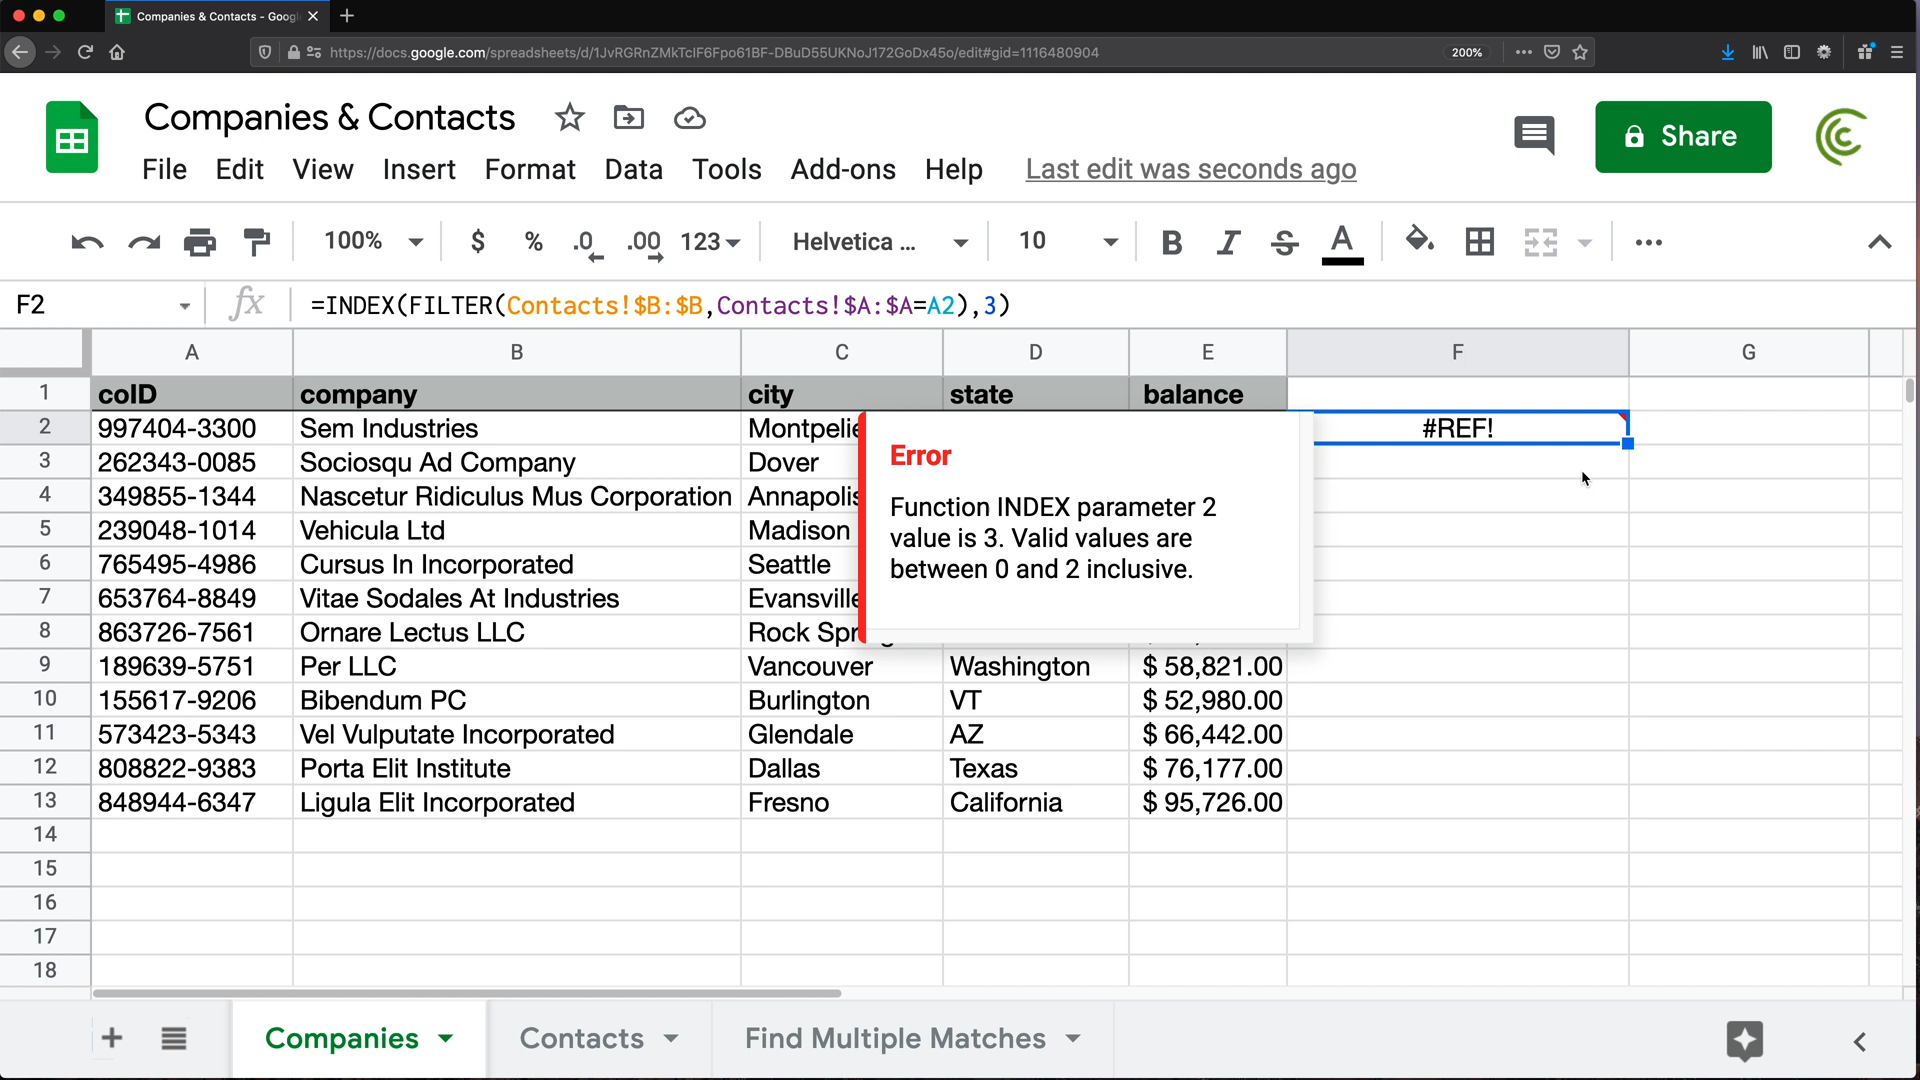 Companies & Contacts - Googl
https://docs.google.com/spreadsheets/d/1JvRGRnZMkTcIF6Fpo61BF-DBuD55UKNoJ172GoDx45o/edit#gid=1116480904
200%
Companies & Contacts
Share
File Edit View Insert Format Data Tools Add-ons Help Last edit was seconds ago
100% $ % .0 .00 123 Helvetica ... 10 B I S A
F2 fx =INDEX(FILTER(Contacts!$B:$B,Contacts!$A:$A=A2),3)
A B C D E F G
1 coID company city state balance
2 997404-3300 Sem Industries Montpelie #REF!
3 262343-0085 Sociosqu Ad Company Dover
4 349855-1344 Nascetur Ridiculus Mus Corporation Annapolis
5 239048-1014 Vehicula Ltd Madison
6 765495-4986 Cursus In Incorporated Seattle
7 653764-8849 Vitae Sodales At Industries Evansville
8 863726-7561 Ornare Lectus LLC Rock Spring
Error
Function INDEX parameter 2
value is 3. Valid values are
between 0 and 2 inclusive.
9 189639-5751 Per LLC Vancouver Washington $ 58,821.00
10 155617-9206 Bibendum PC Burlington VT $ 52,980.00
11 573423-5343 Vel Vulputate Incorporated Glendale AZ $ 66,442.00
12 808822-9383 Porta Elit Institute Dallas Texas $ 76,177.00
13 848944-6347 Ligula Elit Incorporated Fresno California $ 95,726.00
14
15
16
17
18
Companies Contacts Find Multiple Matches